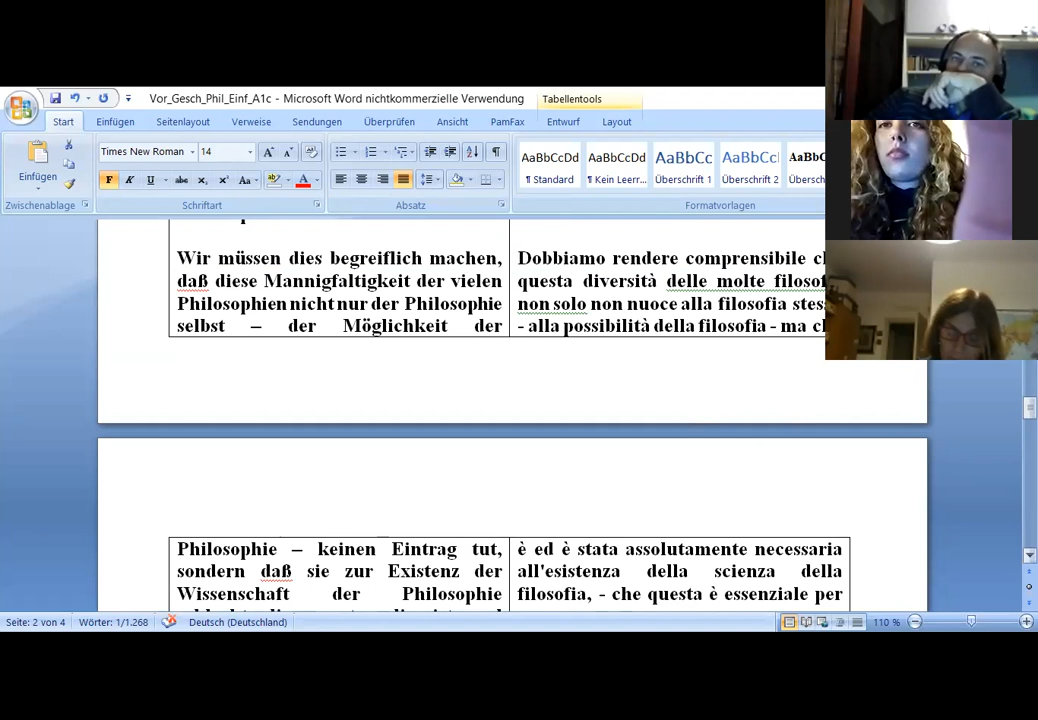 Vor_Gesch_Phil_Einf_A1c - Microsoft Word nichtkommerzielle Verwendung
Tabellentools
Start Einfügen Seitenlayout Verweise Sendungen Überprüfen Ansicht PamFax Entwurf Layout
Einfügen
Times New Roman 14
F K U abc x₂ x² Aa
AaBbCcDd AaBbCcDd AaBbCc AaBbCc
¶ Standard ¶ Kein Leerr... Überschrift 1 Überschrift 2
Zwischenablage Schriftart Absatz Formatvorlagen
Wir müssen dies begreiflich machen,
daß diese Mannigfaltigkeit der vielen
Philosophien nicht nur der Philosophie
selbst – der Möglichkeit der
Dobbiamo rendere comprensibile
questa diversità delle molte
non solo non nuoce alla filosofia
- alla possibilità della filosofia - ma
Philosophie – keinen Eintrag tut,
sondern daß sie zur Existenz der
Wissenschaft der Philosophie
è ed è stata assolutamente necessaria
all'esistenza della scienza della
filosofia, - che questa è essenziale per
Seite: 2 von 4 Wörter: 1/1.268 Deutsch (Deutschland) 110 %